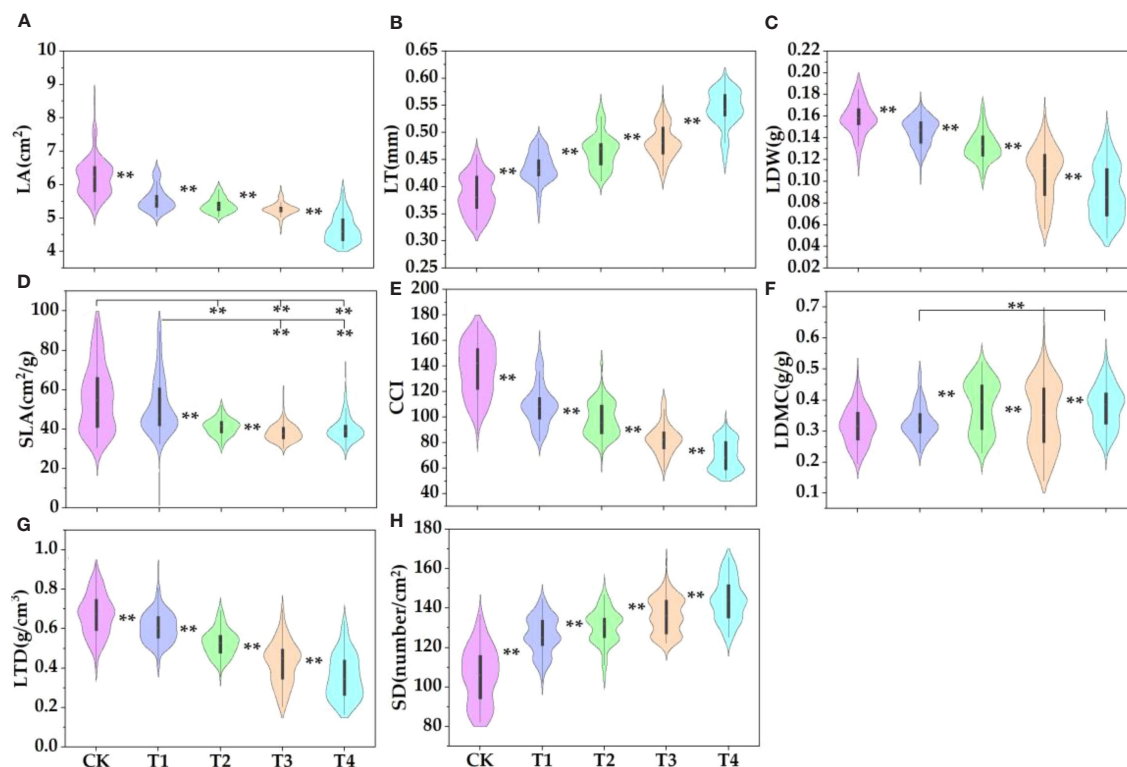 A
B
C
10
9
8
7
6
5
4
LA(cm²)
** ** ** **
0.65
0.60
0.55
0.50
0.45
0.40
0.35
0.30
0.25
LT(mm)
** ** ** **
0.22
0.20
0.18
0.16
0.14
0.12
0.10
0.08
0.06
0.04
0.02
LDW(g)
** ** ** **
D
E
F
100
80
60
40
20
0
SLA(cm²/g)
** ** **
** **
** **
200
180
160
140
120
100
80
60
40
CCI
** ** ** **
0.7
0.6
0.5
0.4
0.3
0.2
0.1
LDMC(g/g)
**
** ** **
G
H
1.0
0.8
0.6
0.4
0.2
0.0
LTD(g/cm³)
** ** ** **
CK T1 T2 T3 T4
180
160
140
120
100
80
SD(number/cm²)
** ** ** **
CK T1 T2 T3 T4